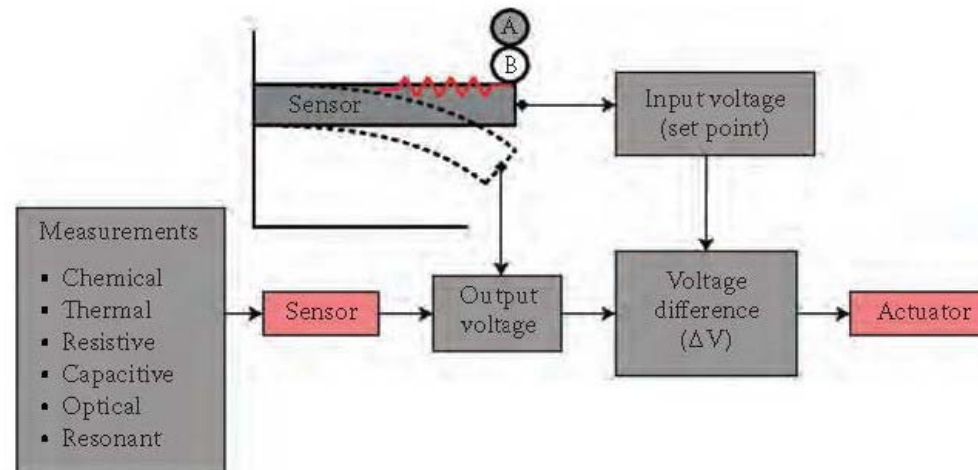 A
B
Sensor
Input voltage
(set point)
Measurements
▪ Chemical
▪ Thermal
▪ Resistive
▪ Capacitive
▪ Optical
▪ Resonant
Sensor
Output
voltage
Voltage
difference
(ΔV)
Actuator